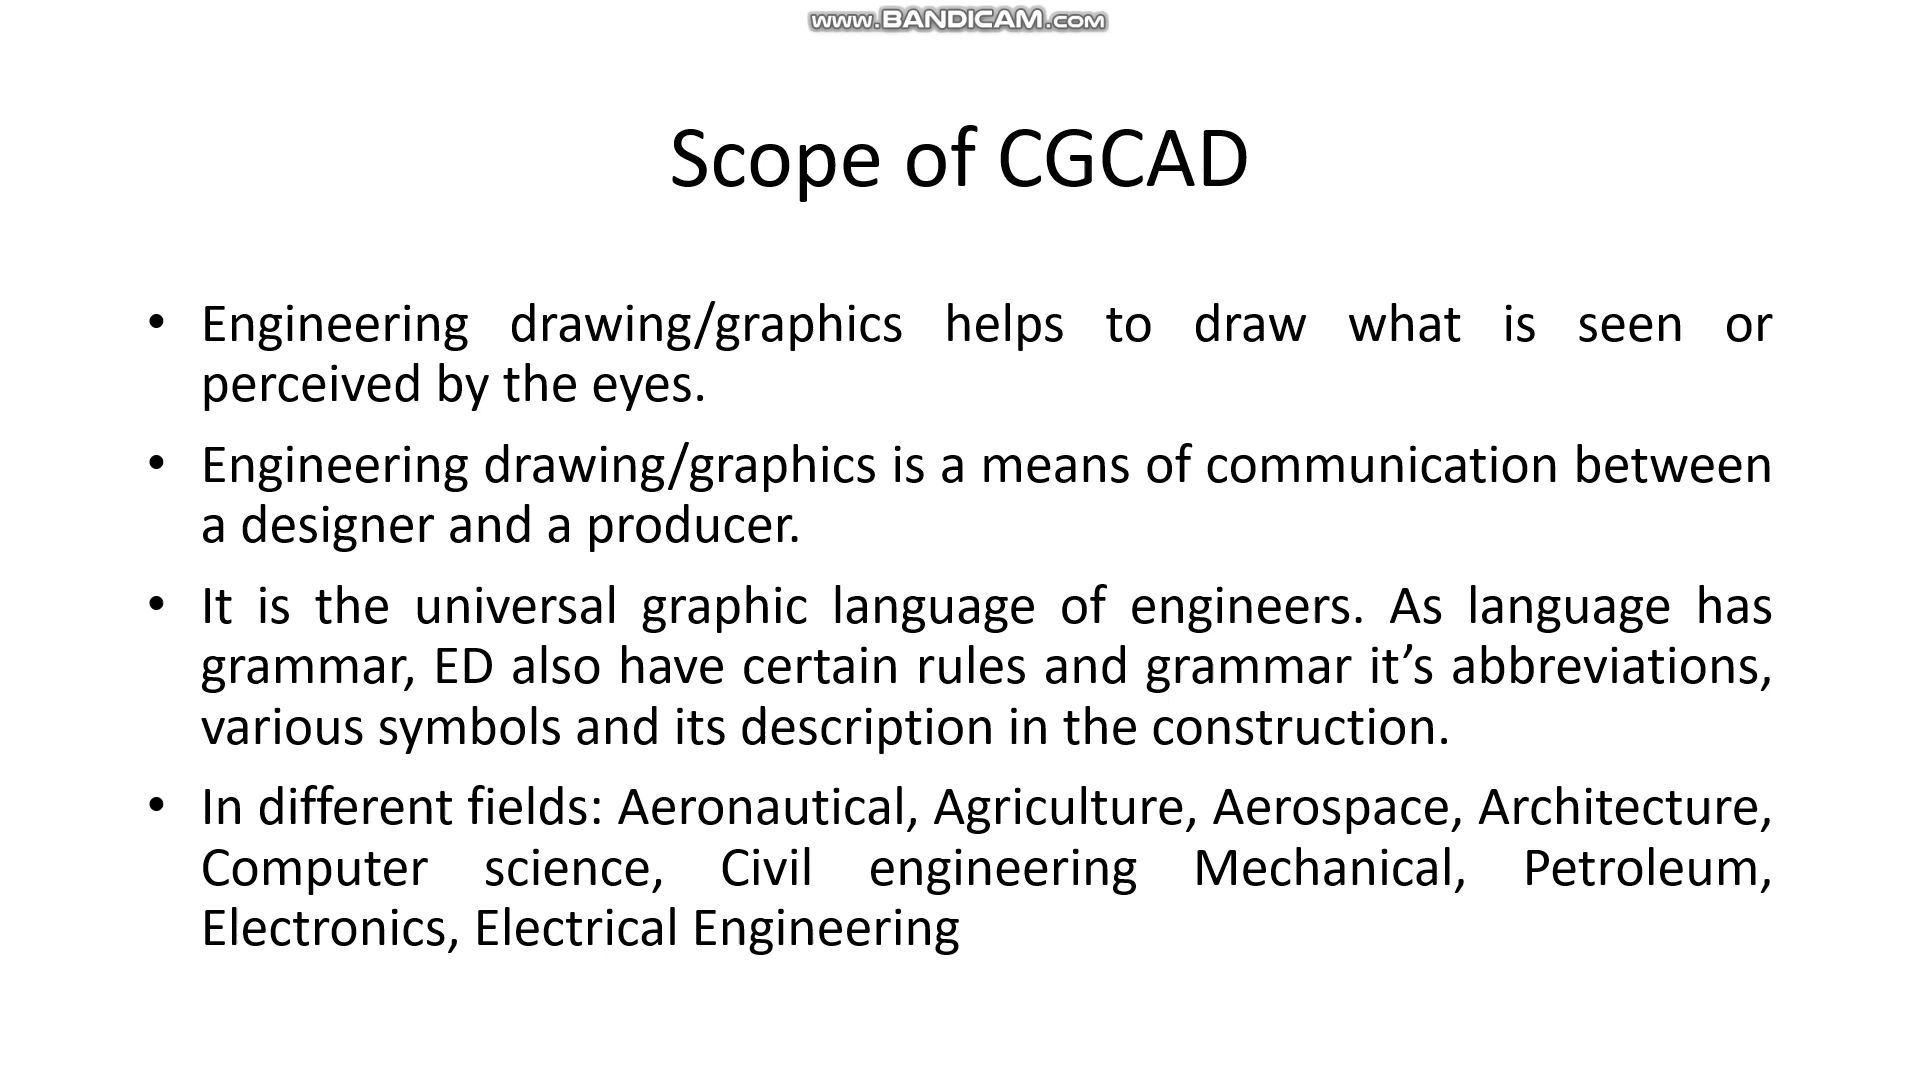 www.BANDICAM.com
Scope of CGCAD
• Engineering drawing/graphics helps to draw what is seen or
perceived by the eyes.
• Engineering drawing/graphics is a means of communication between
a designer and a producer.
• It is the universal graphic language of engineers. As language has
grammar, ED also have certain rules and grammar it’s abbreviations,
various symbols and its description in the construction.
• In different fields: Aeronautical, Agriculture, Aerospace, Architecture,
Computer science, Civil engineering Mechanical, Petroleum,
Electronics, Electrical Engineering